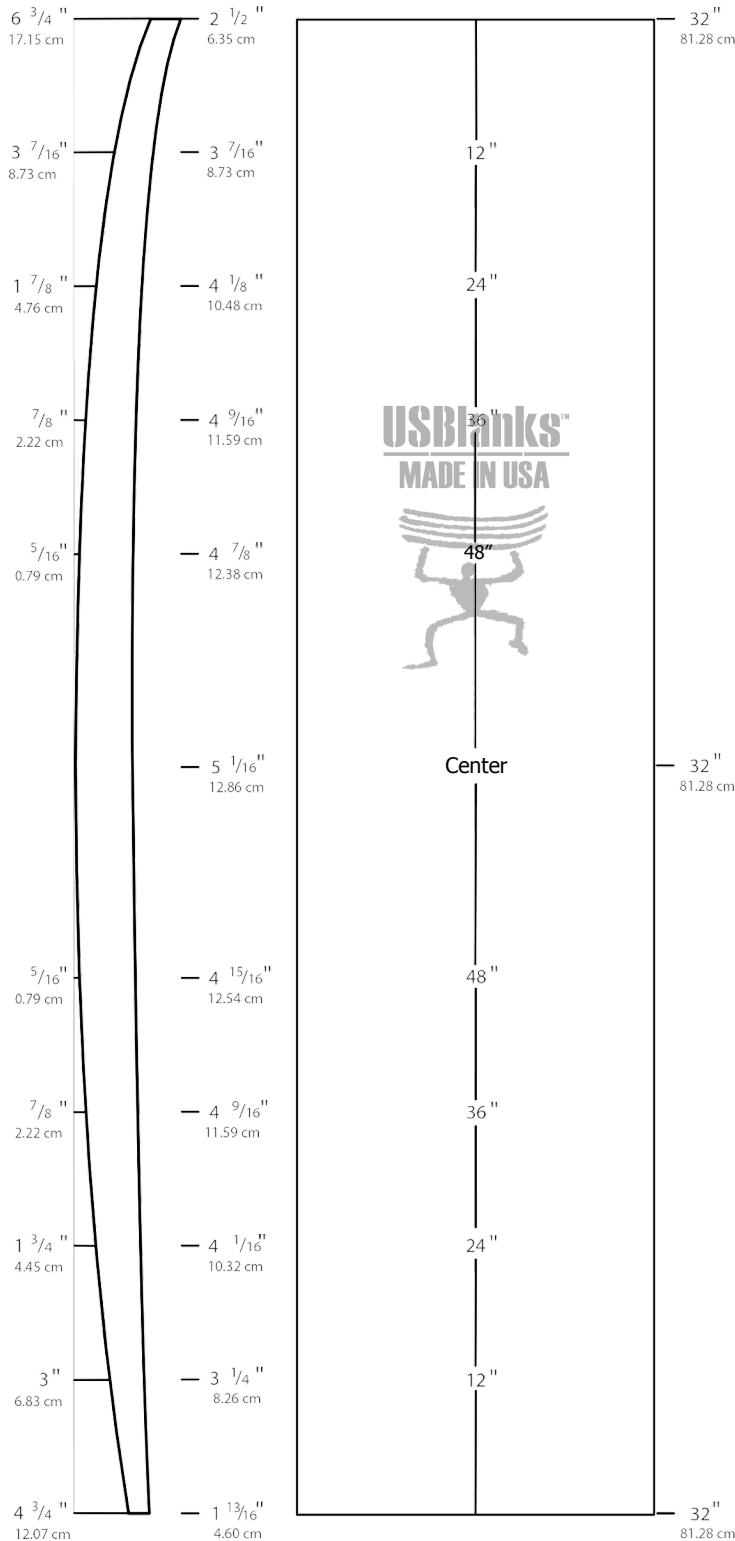 6 3/4 " 2 1/2 " 32"
17.15 cm 6.35 cm 81.28 cm
3 7/16" 3 7/16" 12"
8.73 cm 8.73 cm
1 7/8 " 4 1/8 " 24"
4.76 cm 10.48 cm
7/8 " 4 9/16" 36"
2.22 cm 11.59 cm
USBlanks™
MADE IN USA
5/16" 4 7/8 " 48"
0.79 cm 12.38 cm
5 1/16" Center 32"
12.86 cm 81.28 cm
5/16" 4 15/16" 48"
0.79 cm 12.54 cm
7/8 " 4 9/16" 36"
2.22 cm 11.59 cm
1 3/4 " 4 1/16" 24"
4.45 cm 10.32 cm
3" 3 1/4 " 12"
6.83 cm 8.26 cm
4 3/4 " 1 13/16" 32"
12.07 cm 4.60 cm 81.28 cm